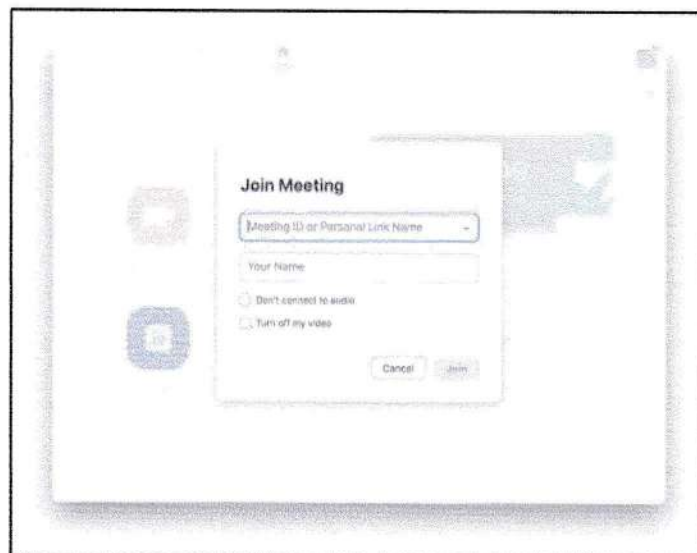 Join Meeting
Meeting ID or Personal Link Name
Your Name
Don't connect to audio
Turn off my video
Cancel Join